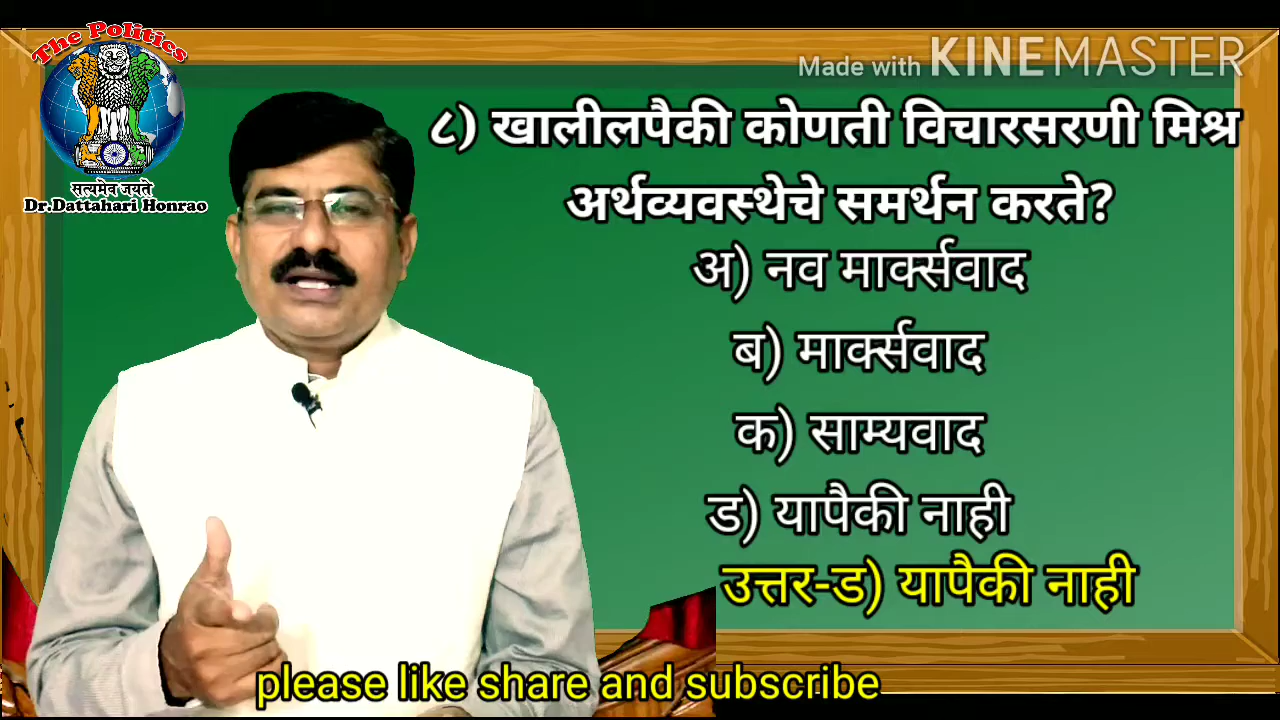 The Politics
सत्यमेव जयते
Dr.Dattahari Honrao
Made with KINEMASTER
८) खालीलपैकी कोणती विचारसरणी मिश्र
अर्थव्यवस्थेचे समर्थन करते?
अ) नव मार्क्सवाद
ब) मार्क्सवाद
क) साम्यवाद
ड) यापैकी नाही
उत्तर-ड) यापैकी नाही
please like share and subscribe